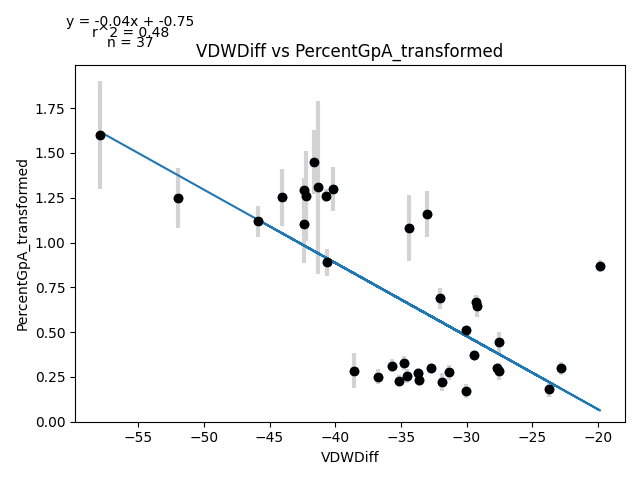 y = -0.04x + -0.75
r^2 = 0.48
n = 37
VDWDiff vs PercentGpA_transformed
PercentGpA_transformed
1.75
1.50
1.25
1.00
0.75
0.50
0.25
0.00
−55 −50 −45 −40 −35 −30 −25 −20
VDWDiff